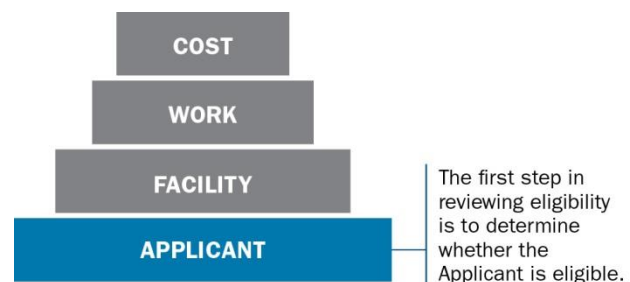 COST
WORK
FACILITY
APPLICANT
The first step in
reviewing eligibility
is to determine
whether the
Applicant is eligible.